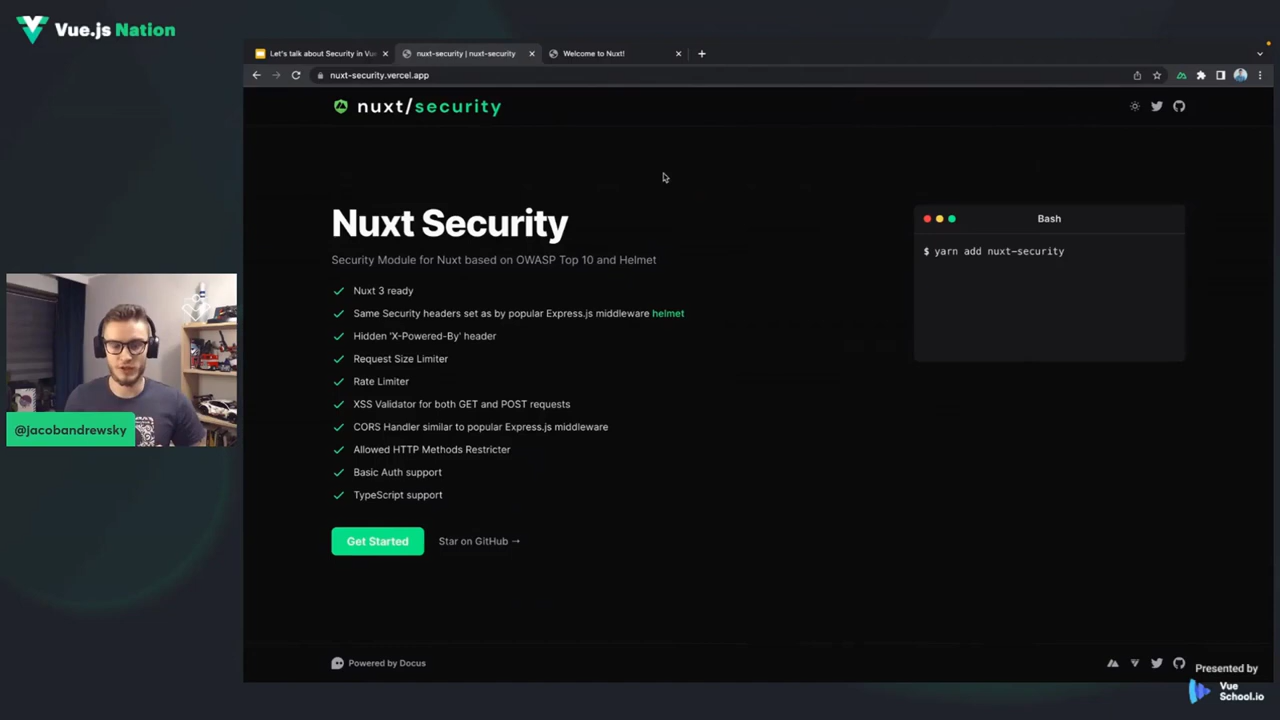 Vue.js Nation
Let's talk about Security in Vue
nuxt-security | nuxt-security
Welcome to Nuxt!
nuxt-security.vercel.app
nuxt/security
Nuxt Security
Security Module for Nuxt based on OWASP Top 10 and Helmet
Nuxt 3 ready
Same Security headers set as by popular Express.js middleware helmet
Hidden 'X-Powered-By' header
Request Size Limiter
Rate Limiter
XSS Validator for both GET and POST requests
CORS Handler similar to popular Express.js middleware
Allowed HTTP Methods Restricter
Basic Auth support
TypeScript support
Get Started
Star on GitHub →
Bash
$ yarn add nuxt-security
@jacobandrewsky
Powered by Docus
Presented by
Vue
School.io